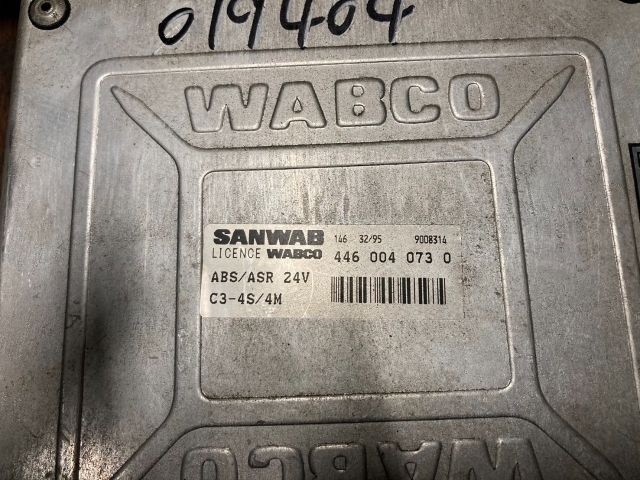 019404
WABCO
SANWAB 146 32/95 9008314
LICENCE WABCO 446 004 073 0
ABS/ASR 24V
C3-4S/4M
WABCO